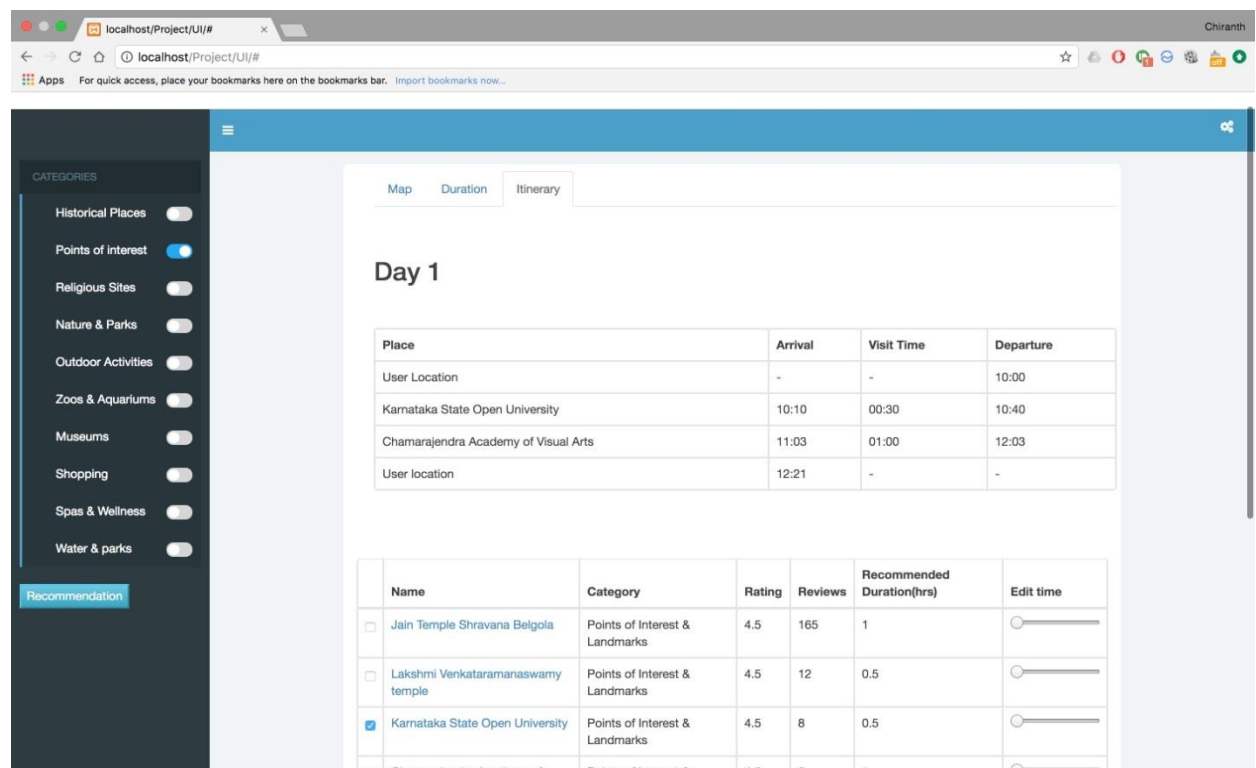 localhost/Project/UI/#
Chiranth
localhost/Project/UI/#
Apps For quick access, place your bookmarks here on the bookmarks bar. Import bookmarks now...
CATEGORIES
Historical Places
Points of interest
Religious Sites
Nature & Parks
Outdoor Activities
Zoos & Aquariums
Museums
Shopping
Spas & Wellness
Water & parks
Recommendation
Map Duration Itinerary
Day 1
Place Arrival Visit Time Departure
User Location - - 10:00
Karnataka State Open University 10:10 00:30 10:40
Chamarajendra Academy of Visual Arts 11:03 01:00 12:03
User location 12:21 - -
Name Category Rating Reviews Recommended Duration(hrs) Edit time
Jain Temple Shravana Belgola Points of Interest & Landmarks 4.5 165 1
Lakshmi Venkataramanaswamy temple Points of Interest & Landmarks 4.5 12 0.5
Karnataka State Open University Points of Interest & Landmarks 4.5 8 0.5